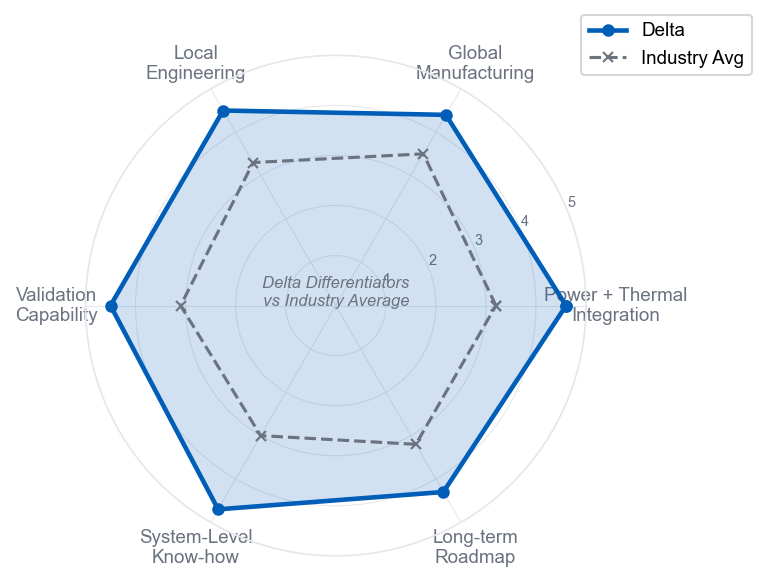 Delta
Industry Avg
Local
Engineering
Global
Manufacturing
5
4
3
2
1
Delta Differentiators
vs Industry Average
Validation
Capability
Power + Thermal
Integration
System-Level
Know-how
Long-term
Roadmap